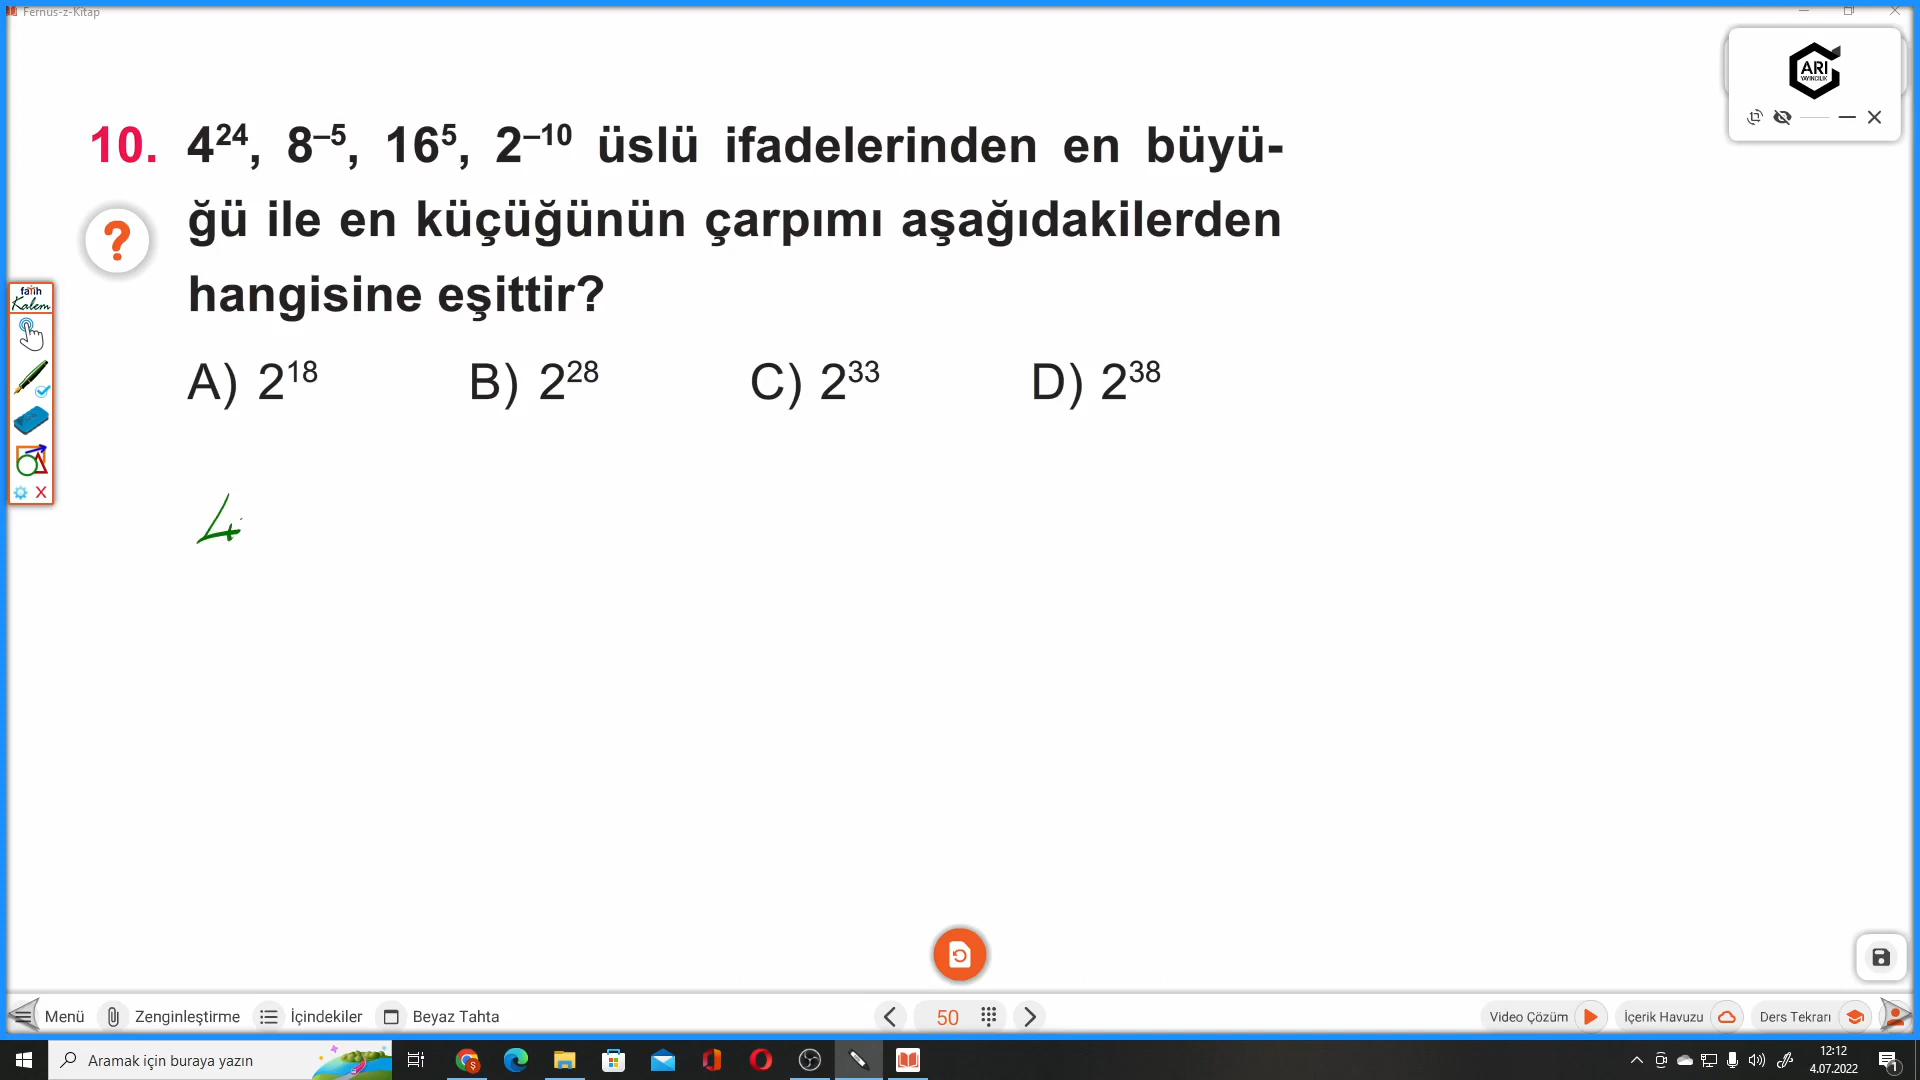 Fernus-z-Kitap
ARI
YAYINCILIK
10. 4²⁴, 8⁻⁵, 16⁵, 2⁻¹⁰ üslü ifadelerinden en büyü-
ğü ile en küçüğünün çarpımı aşağıdakilerden
hangisine eşittir?
?
A) 2¹⁸ B) 2²⁸ C) 2³³ D) 2³⁸
fatih
Kalem
4
Menü Zenginleştirme İçindekiler Beyaz Tahta 50 Video Çözüm İçerik Havuzu Ders Tekrarı
Aramak için buraya yazın
12:12
4.07.2022
1